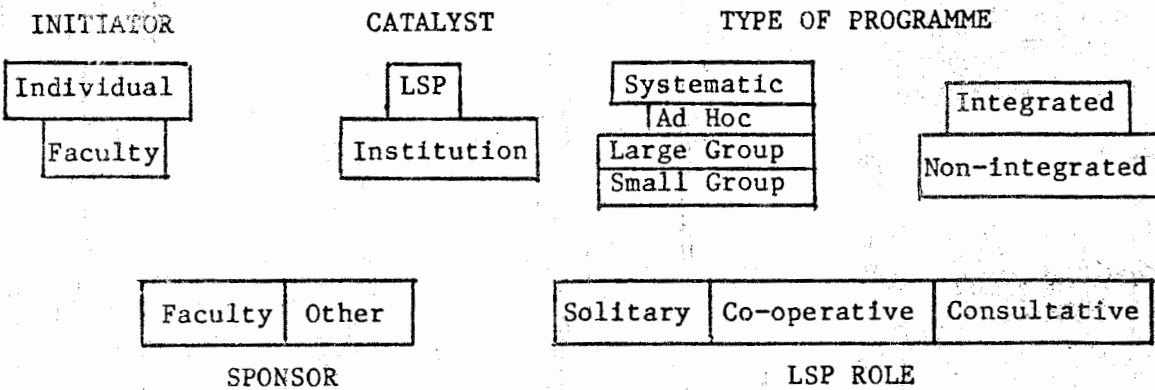 INITIATOR CATALYST TYPE OF PROGRAMME
Individual LSP Systematic Integrated
Faculty Institution Ad Hoc Non-integrated
Large Group
Small Group
Faculty Other Solitary Co-operative Consultative
SPONSOR LSP ROLE